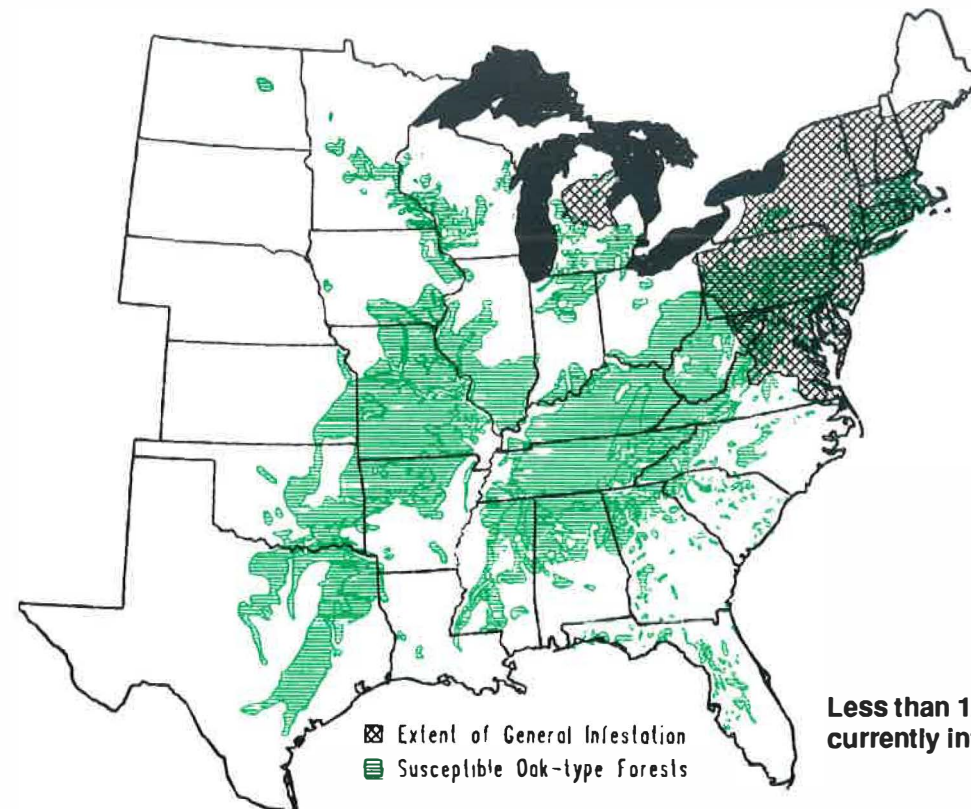 Less than 1
currently in
Extent of General Infestation
Susceptible Oak-type Forests